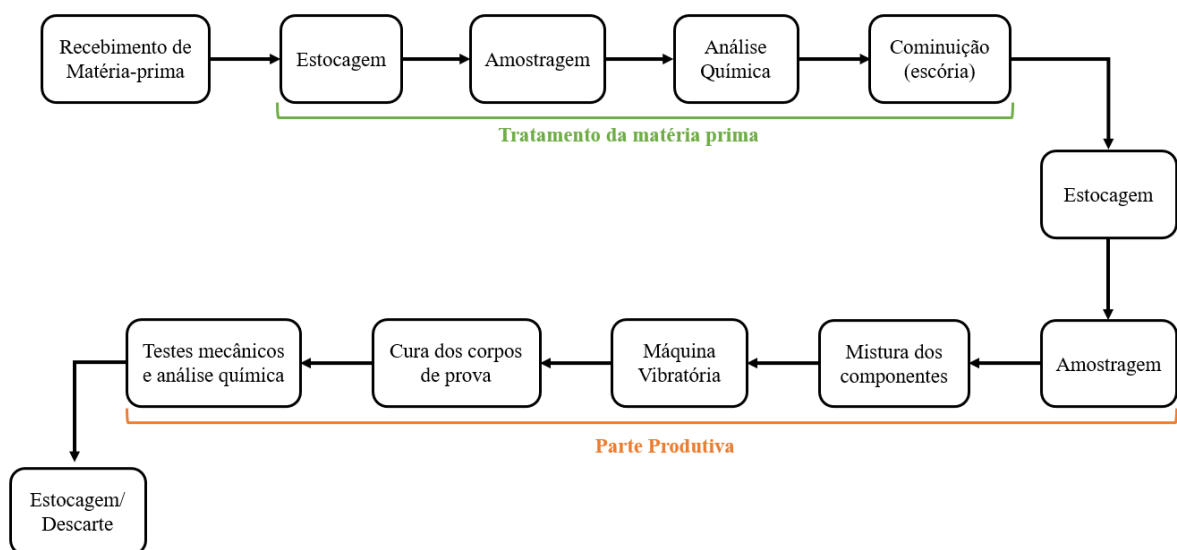 Recebimento de
Matéria-prima
Estocagem
Amostragem
Análise
Química
Cominuição
(escória)
Tratamento da matéria prima
Estocagem
Amostragem
Mistura dos
componentes
Máquina
Vibratória
Cura dos corpos
de prova
Testes mecânicos
e análise química
Parte Produtiva
Estocagem/
Descarte